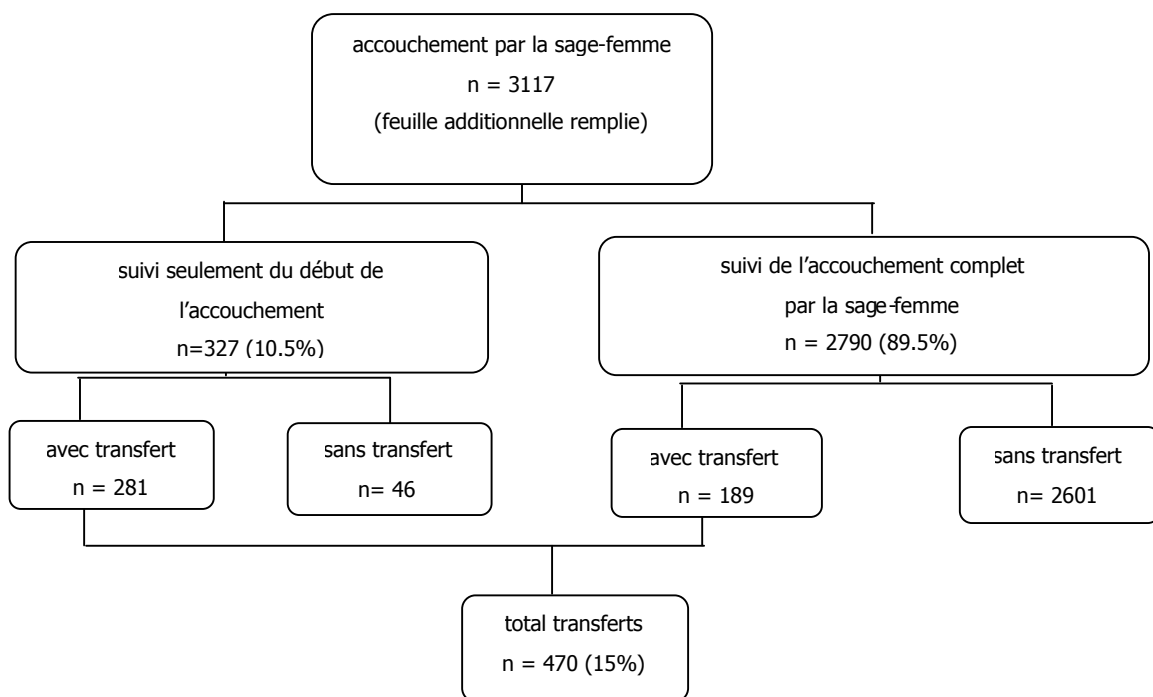 accouchement par la sage-femme
n = 3117
(feuille additionnelle remplie)
suivi seulement du début de
l'accouchement
n=327 (10.5%)
suivi de l'accouchement complet
par la sage-femme
n = 2790 (89.5%)
avec transfert
n = 281
sans transfert
n= 46
avec transfert
n = 189
sans transfert
n= 2601
total transferts
n = 470 (15%)